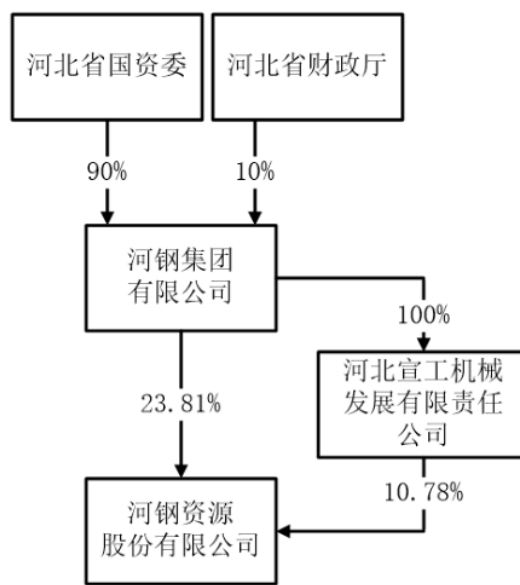 河北省国资委
河北省财政厅
90%
10%
河钢集团
有限公司
100%
河北宣工机械
发展有限责任
公司
23.81%
10.78%
河钢资源
股份有限公司